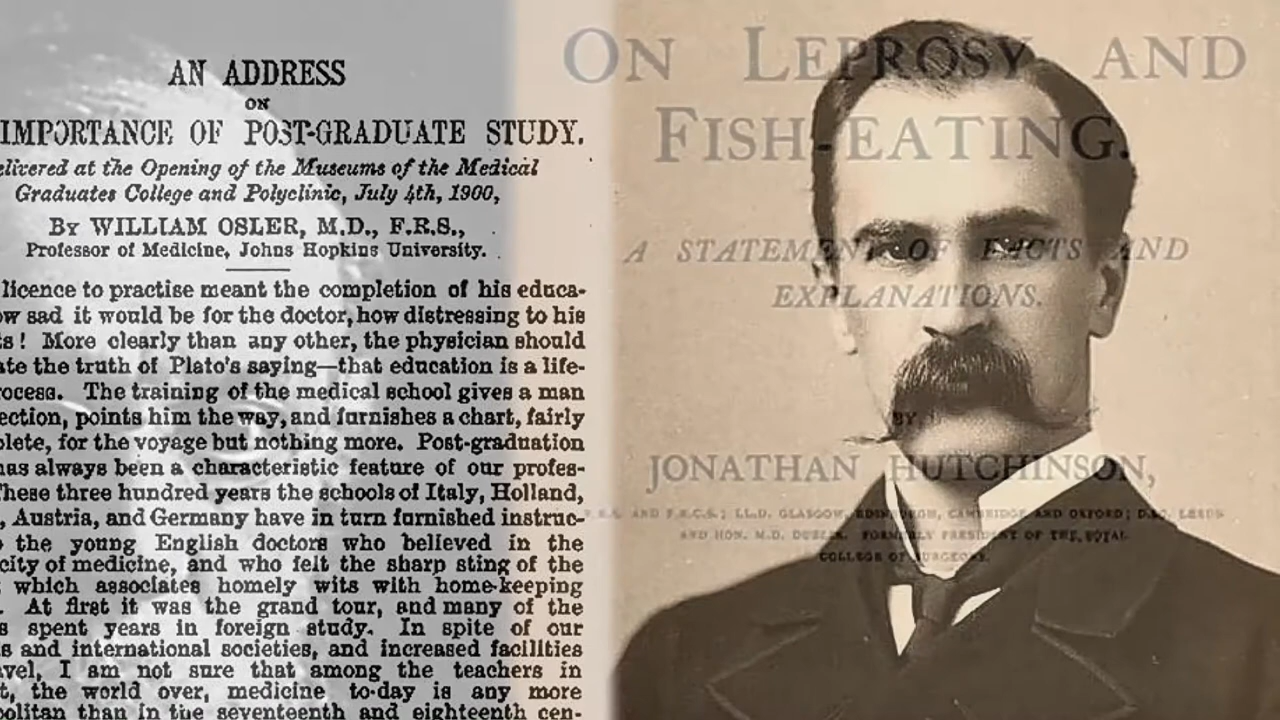 AN ADDRESS
ON
IMPORTANCE OF POST-GRADUATE STUDY.
elivered at the Opening of the Museums of the Medical
Graduates College and Polyclinic, July 4th, 1900,
By WILLIAM OSLER, M.D., F.R.S.,
Professor of Medicine, Johns Hopkins University.
licence to practise meant the completion of his educa-
ow sad it would be for the doctor, how distressing to his
ts! More clearly than any other, the physician should
ate the truth of Plato's saying—that education is a life-
rocess. The training of the medical school gives a man
ection, points him the way, and furnishes a chart, fairly
plete, for the voyage but nothing more. Post-graduation
has always been a characteristic feature of our profes-
These three hundred years the schools of Italy, Holland,
, Austria, and Germany have in turn furnished instruc-
the young English doctors who believed in the
city of medicine, and who felt the sharp sting of the
which associates homely wits with home-keeping
. At first it was the grand tour, and many of the
s spent years in foreign study. In spite of our
s and international societies, and increased facilities
avel, I am not sure that among the teachers in
t, the world over, medicine to-day is any more
politan than in the seventeenth and eighteenth cen-
ON LEPROSY AND
FISH-EATING.
A STATEMENT OF FACTS AND
EXPLANATIONS.
BY
JONATHAN HUTCHINSON,
AND F.R.C.S.; LL.D. GLASGOW, EDINBURGH, CAMBRIDGE AND OXFORD; D.SC. LEEDS
AND HON. M.D. DUBLIN. FORMERLY PRESIDENT OF THE ROYAL
COLLEGE OF SURGEONS.